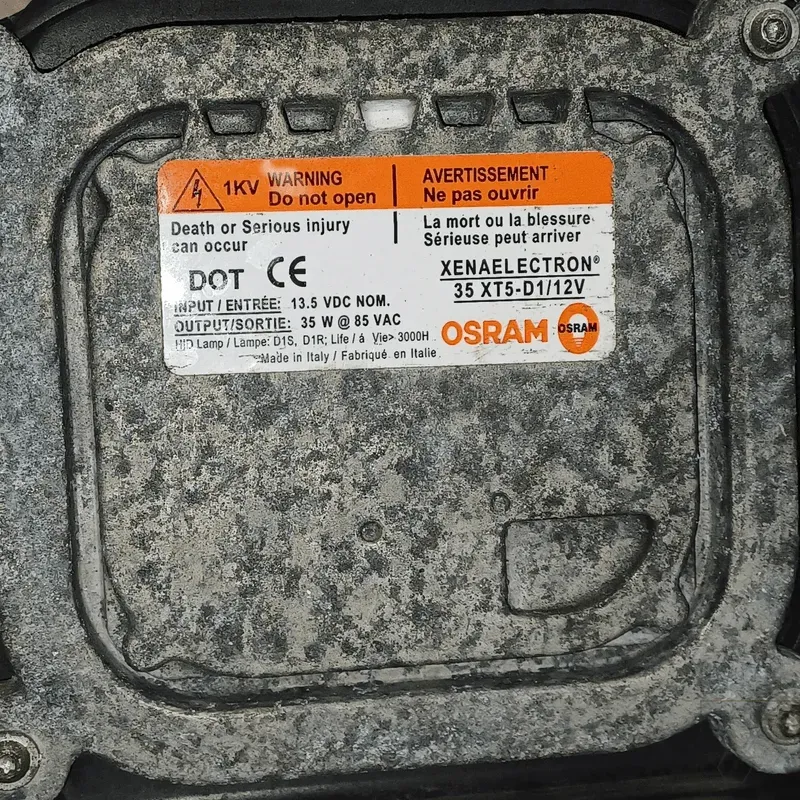 1KV WARNING
Do not open
AVERTISSEMENT
Ne pas ouvrir
Death or Serious injury
can occur
La mort ou la blessure
Sérieuse peut arriver
DOT CE
XENAELECTRON®
35 XT5-D1/12V
INPUT / ENTRÉE: 13.5 VDC NOM.
OUTPUT/SORTIE: 35 W @ 85 VAC
HID Lamp / Lampe: D1S, D1R; Life / á Vie> 3000H
Made in Italy / Fabriqué en Italie
OSRAM OSRAM